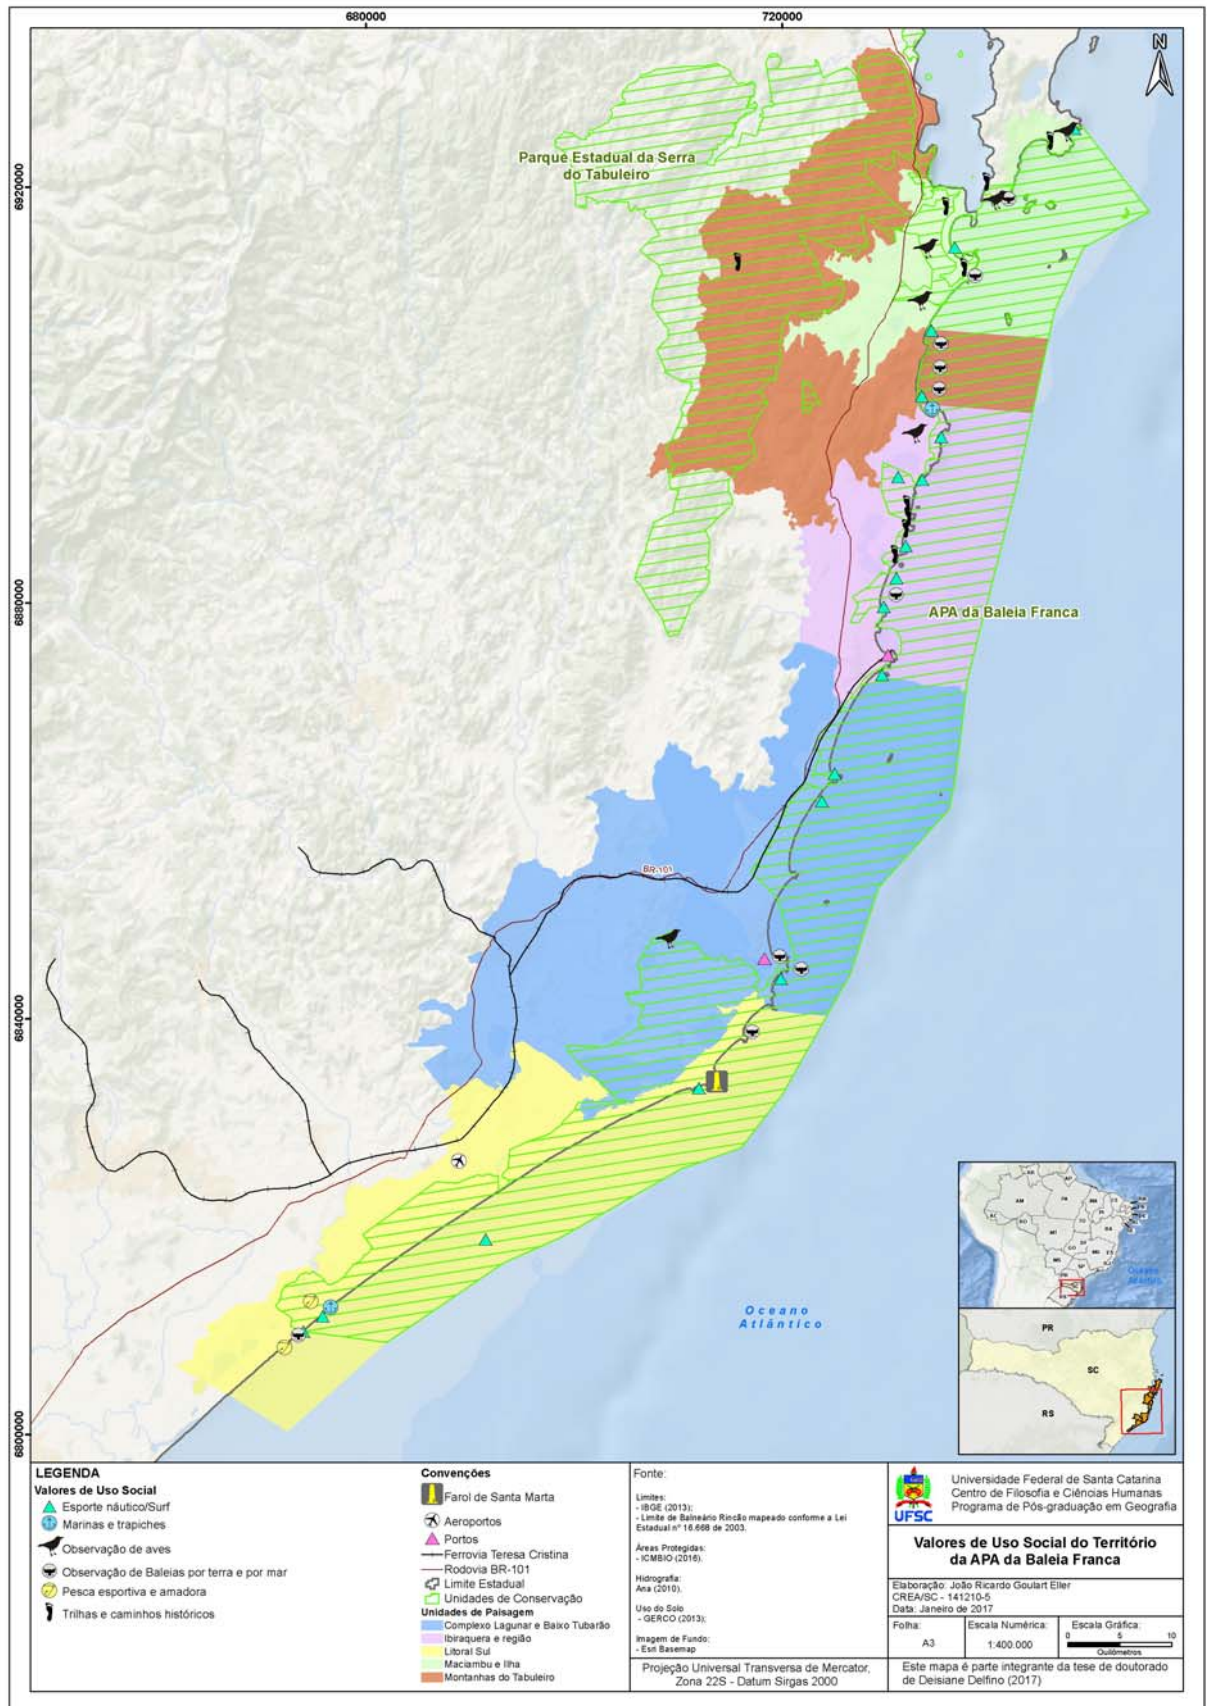 680000
720000
N
6920000
6880000
6840000
6800000
Parque Estadual da Serra
do Tabuleiro
APA da Baleia Franca
BR-101
Oceano
Atlântico
PR
SC
RS
LEGENDA
Valores de Uso Social
Esporte náutico/Surf
Marinas e trapiches
Observação de aves
Observação de Baleias por terra e por mar
Pesca esportiva e amadora
Trilhas e caminhos históricos
Convenções
Farol de Santa Marta
Aeroportos
Portos
Ferrovia Teresa Cristina
Rodovia BR-101
Limite Estadual
Unidades de Conservação
Unidades de Paisagem
Complexo Lagunar e Baixo Tubarão
Ibiraquera e região
Litoral Sul
Maciambu e Ilha
Montanhas do Tabuleiro
Fonte:
Limites:
- IBGE (2013);
- Limite de Balneário Rincão mapeado conforme a Lei
Estadual n° 16.668 de 2003.
Áreas Protegidas:
- ICMBIO (2016).
Hidrografia:
Ana (2010).
Uso do Solo
- GERCO (2013);
Imagem de Fundo:
- Esri Basemap
Projeção Universal Transversa de Mercator,
Zona 22S - Datum Sirgas 2000
UFSC
Universidade Federal de Santa Catarina
Centro de Filosofia e Ciências Humanas
Programa de Pós-graduação em Geografia
Valores de Uso Social do Território
da APA da Baleia Franca
Elaboração: João Ricardo Goulart Eller
CREA/SC - 141210-5
Data: Janeiro de 2017
Folha:
A3
Escala Numérica:
1:400.000
Escala Gráfica:
0 5 10
Quilômetros
Este mapa é parte integrante da tese de doutorado
de Deisiane Delfino (2017)